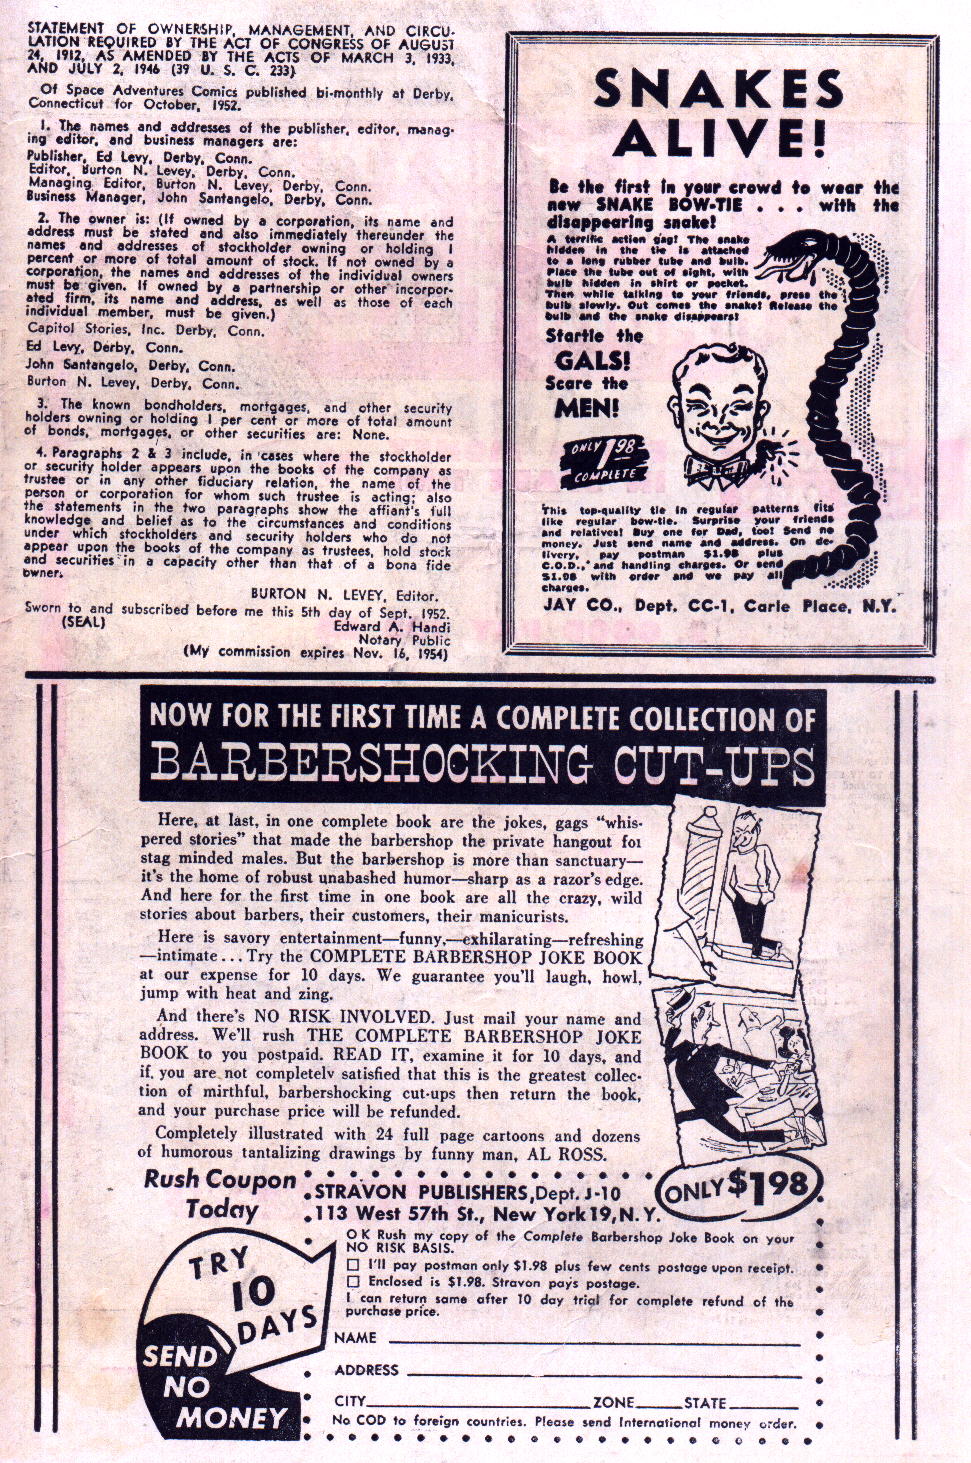 STATEMENT OF OWNERSHIP, MANAGEMENT, AND CIRCU-
LATION REQUIRED BY THE ACT OF CONGRESS OF AUGUST
24, 1912, AS AMENDED BY THE ACTS OF MARCH 3, 1933,
AND JULY 2, 1946 (39 U. S. C. 233)
Of Space Adventures Comics published bi-monthly at Derby,
Connecticut for October, 1952.
1. The names and addresses of the publisher, editor, manag-
ing editor, and business managers are:
Publisher, Ed Levy, Derby, Conn.
Editor, Burton N. Levey, Derby, Conn.
Managing Editor, Burton N. Levey, Derby, Conn.
Business Manager, John Santangelo, Derby, Conn.
2. The owner is: (If owned by a corporation, its name and
address must be stated and also immediately thereunder the
names and addresses of stockholder owning or holding 1
percent or more of total amount of stock. If not owned by a
corporation, the names and addresses of the individual owners
must be given. If owned by a partnership or other incorpor-
ated firm, its name and address, as well as those of each
individual member, must be given.)
Capitol Stories, Inc. Derby, Conn.
Ed Levy, Derby, Conn.
John Santangelo, Derby, Conn.
Burton N. Levey, Derby, Conn.
3. The known bondholders, mortgages, and other security
holders owning or holding 1 per cent or more of total amount
of bonds, mortgages, or other securities are: None.
4. Paragraphs 2 & 3 include, in cases where the stockholder
or security holder appears upon the books of the company as
trustee or in any other fiduciary relation, the name of the
person or corporation for whom such trustee is acting; also
the statements in the two paragraphs show the affiant's full
knowledge and belief as to the circumstances and conditions
under which stockholders and security holders who do not
appear upon the books of the company as trustees, hold stock
and securities in a capacity other than that of a bona fide
owner.
BURTON N. LEVEY, Editor.
Sworn to and subscribed before me this 5th day of Sept. 1952.
(SEAL) Edward A. Handi
Notary Public
(My commission expires Nov. 16, 1954)
SNAKES
ALIVE!
Be the first in your crowd to wear the
new SNAKE BOW-TIE . . . with the
disappearing snake!
A terrific action gag! The snake
hidden in the tie is attached
to a long rubber tube and bulb.
Place the tube out of sight, with
bulb hidden in shirt or pocket.
Then while talking to your friends, press the
bulb slowly. Out comes the snake! Release the
bulb and the snake disappears!
Startle the
GALS!
Scare the
MEN!
ONLY 1.98
COMPLETE
This top-quality tie in regular patterns fits
like regular bow-tie. Surprise your friends
and relatives! Buy one for Dad, too! Send no
money. Just send name and address. On de-
livery, pay postman $1.98 plus
C.O.D., and handling charges. Or send
$1.98 with order and we pay all
charges.
JAY CO., Dept. CC-1, Carle Place, N.Y.
NOW FOR THE FIRST TIME A COMPLETE COLLECTION OF
BARBERSHOCKING CUT-UPS
Here, at last, in one complete book are the jokes, gags "whis-
pered stories" that made the barbershop the private hangout for
stag minded males. But the barbershop is more than sanctuary—
it's the home of robust unabashed humor—sharp as a razor's edge.
And here for the first time in one book are all the crazy, wild
stories about barbers, their customers, their manicurists.
Here is savory entertainment—funny,—exhilarating—refreshing
—intimate... Try the COMPLETE BARBERSHOP JOKE BOOK
at our expense for 10 days. We guarantee you'll laugh, howl,
jump with heat and zing.
And there's NO RISK INVOLVED. Just mail your name and
address. We'll rush THE COMPLETE BARBERSHOP JOKE
BOOK to you postpaid. READ IT, examine it for 10 days, and
if you are not completely satisfied that this is the greatest collec-
tion of mirthful, barbershocking cut-ups then return the book,
and your purchase price will be refunded.
Completely illustrated with 24 full page cartoons and dozens
of humorous tantalizing drawings by funny man, AL ROSS.
Rush Coupon
Today
STRAVON PUBLISHERS, Dept. J-10
113 West 57th St., New York 19, N. Y.
ONLY $1.98
TRY
10
DAYS
SEND
NO
MONEY
O K Rush my copy of the Complete Barbershop Joke Book on your
NO RISK BASIS.
☐ I'll pay postman only $1.98 plus few cents postage upon receipt.
☐ Enclosed is $1.98. Stravon pays postage.
I can return same after 10 day trial for complete refund of the
purchase price.
NAME
ADDRESS
CITY ZONE STATE
No COD to foreign countries. Please send International money order.